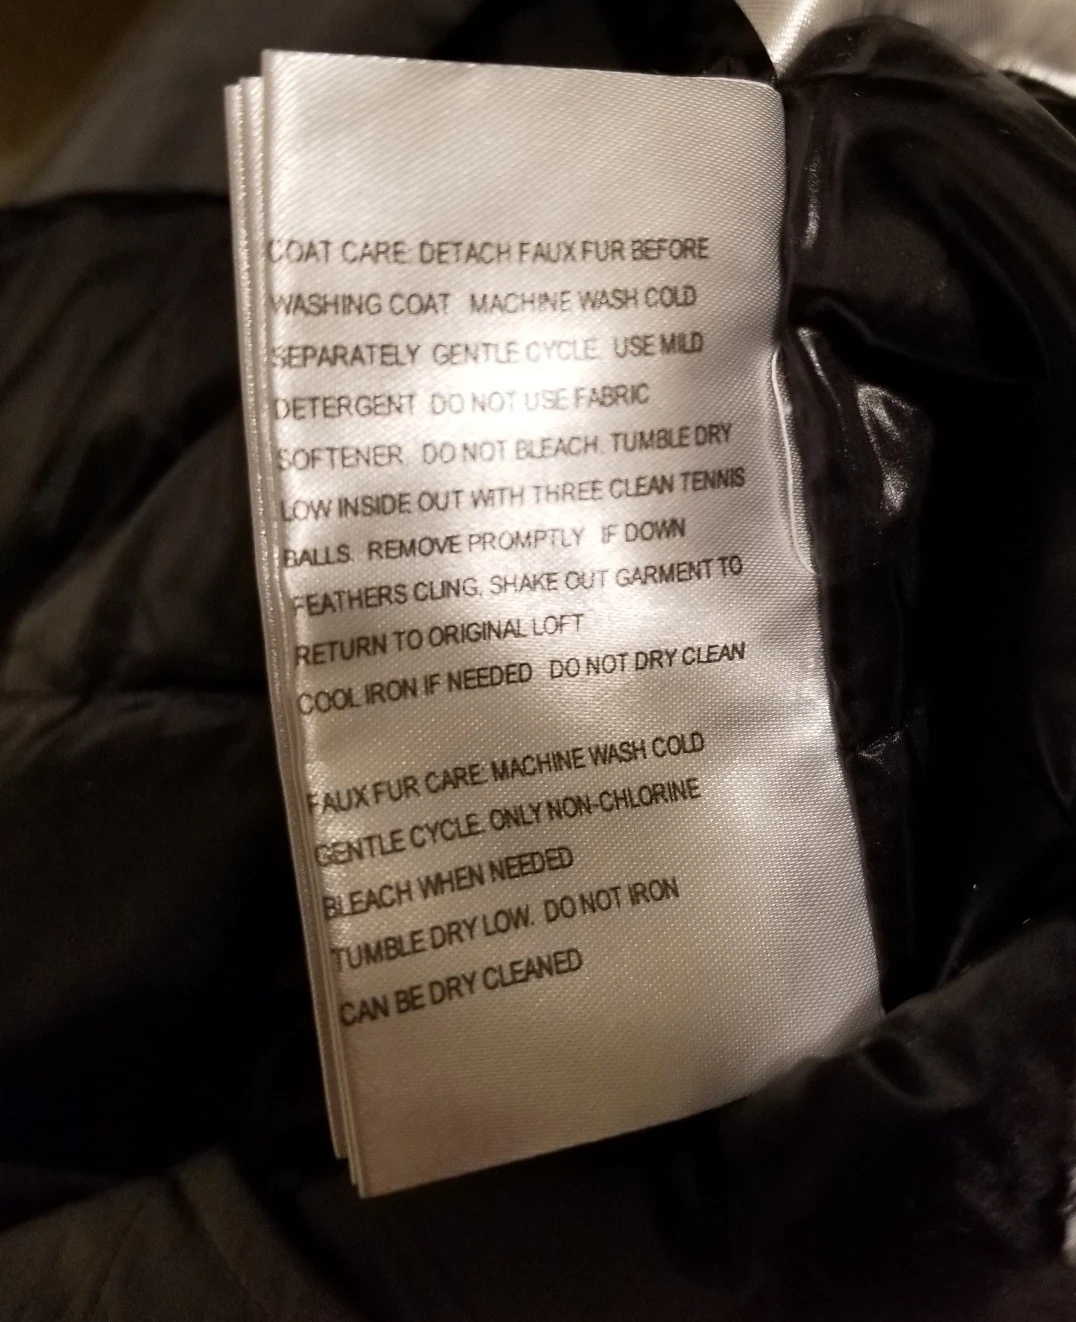 COAT CARE: DETACH FAUX FUR BEFORE
WASHING COAT MACHINE WASH COLD
SEPARATELY GENTLE CYCLE. USE MILD
DETERGENT DO NOT USE FABRIC
SOFTENER. DO NOT BLEACH. TUMBLE DRY
LOW INSIDE OUT WITH THREE CLEAN TENNIS
BALLS. REMOVE PROMPTLY IF DOWN
FEATHERS CLING, SHAKE OUT GARMENT TO
RETURN TO ORIGINAL LOFT
COOL IRON IF NEEDED DO NOT DRY CLEAN
FAUX FUR CARE: MACHINE WASH COLD
GENTLE CYCLE. ONLY NON-CHLORINE
BLEACH WHEN NEEDED
TUMBLE DRY LOW. DO NOT IRON
CAN BE DRY CLEANED